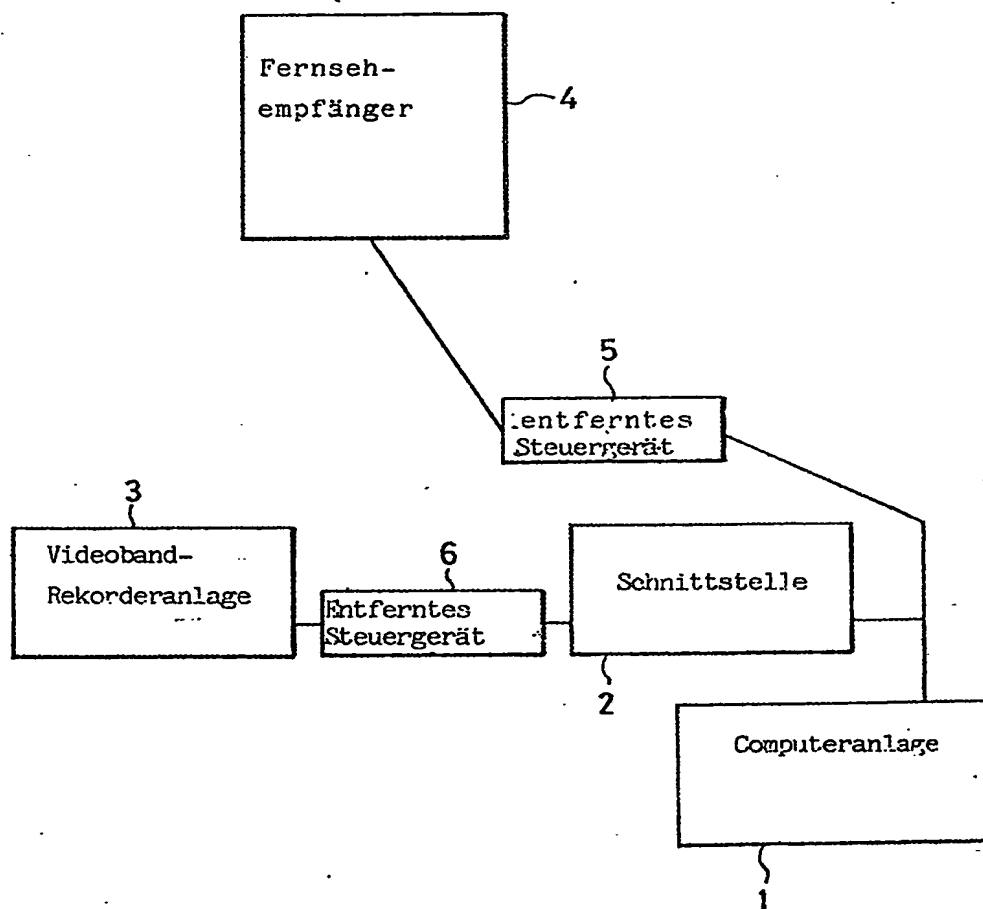 Fernseh-
empfänger
4
5
entferntes
Steuergerät
3
Videoband-
Rekorderanlage
6
Entferntes
Steuergerät
Schnittstelle
2
Computeranlage
1